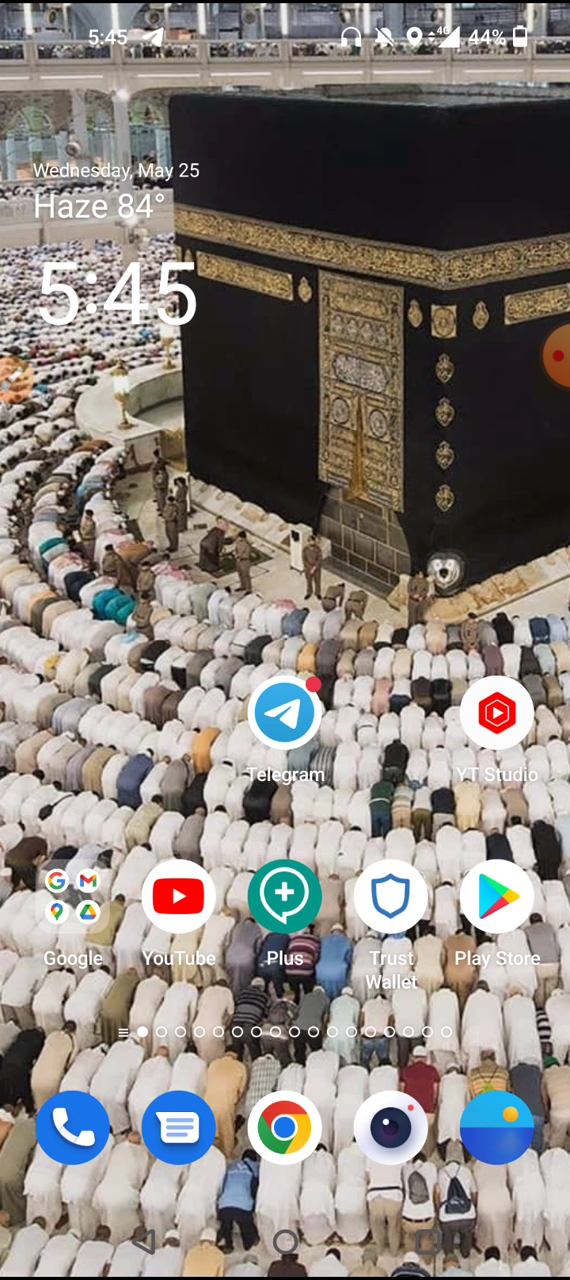 5:45
4G
44%
Wednesday, May 25
Haze 84°
5:45
Telegram
YT Studio
Google
YouTube
Plus
Trust
Wallet
Play Store